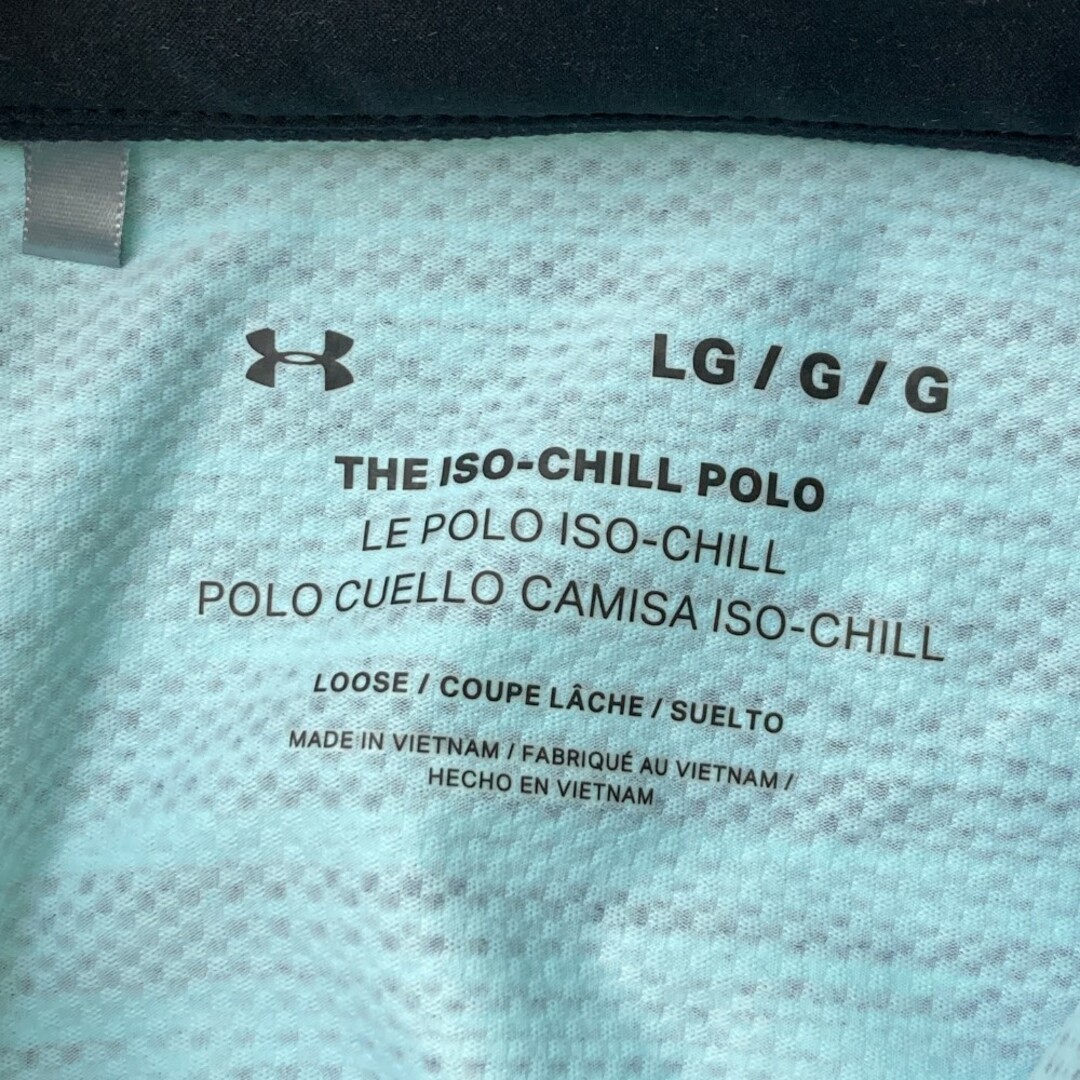 LG / G / G
THE ISO-CHILL POLO
LE POLO ISO-CHILL
POLO CUELLO CAMISA ISO-CHILL
LOOSE / COUPE LÂCHE / SUELTO
MADE IN VIETNAM / FABRIQUÉ AU VIETNAM /
HECHO EN VIETNAM